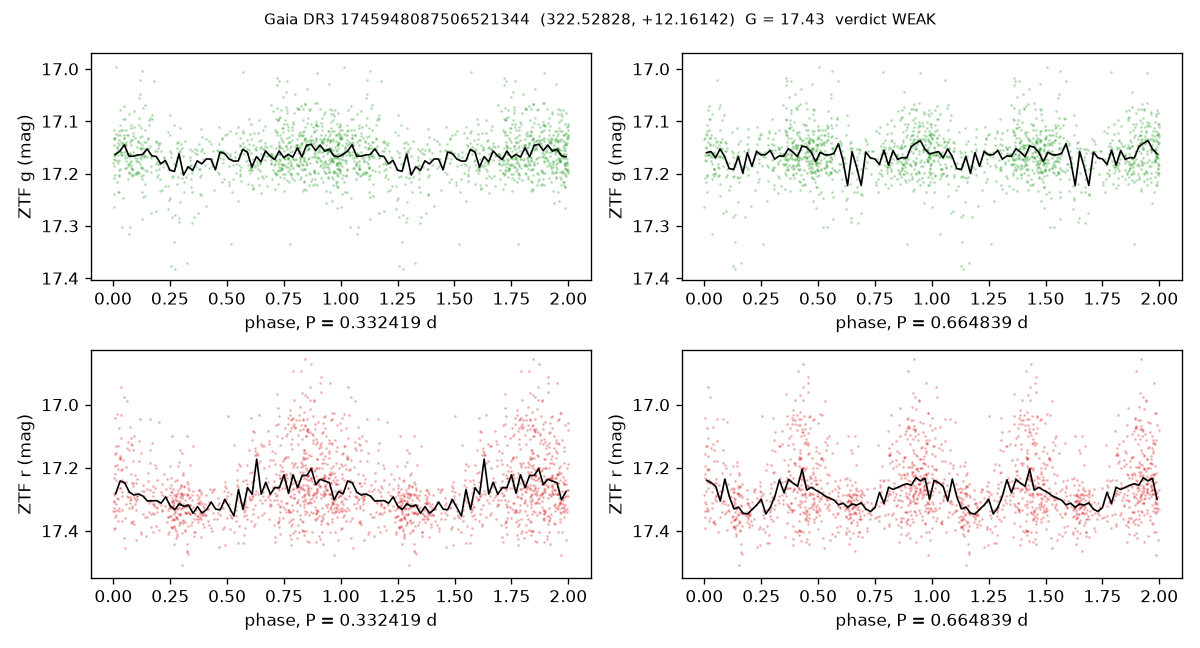 Gaia DR3 1745948087506521344  (322.52828, +12.16142)  G = 17.43  verdict WEAK
17.0
17.1
17.2
17.3
17.4
ZTF g (mag)
0.00 0.25 0.50 0.75 1.00 1.25 1.50 1.75 2.00
phase, P = 0.332419 d
17.0
17.1
17.2
17.3
17.4
ZTF g (mag)
0.00 0.25 0.50 0.75 1.00 1.25 1.50 1.75 2.00
phase, P = 0.664839 d
17.0
17.2
17.4
ZTF r (mag)
0.00 0.25 0.50 0.75 1.00 1.25 1.50 1.75 2.00
phase, P = 0.332419 d
17.0
17.2
17.4
ZTF r (mag)
0.00 0.25 0.50 0.75 1.00 1.25 1.50 1.75 2.00
phase, P = 0.664839 d